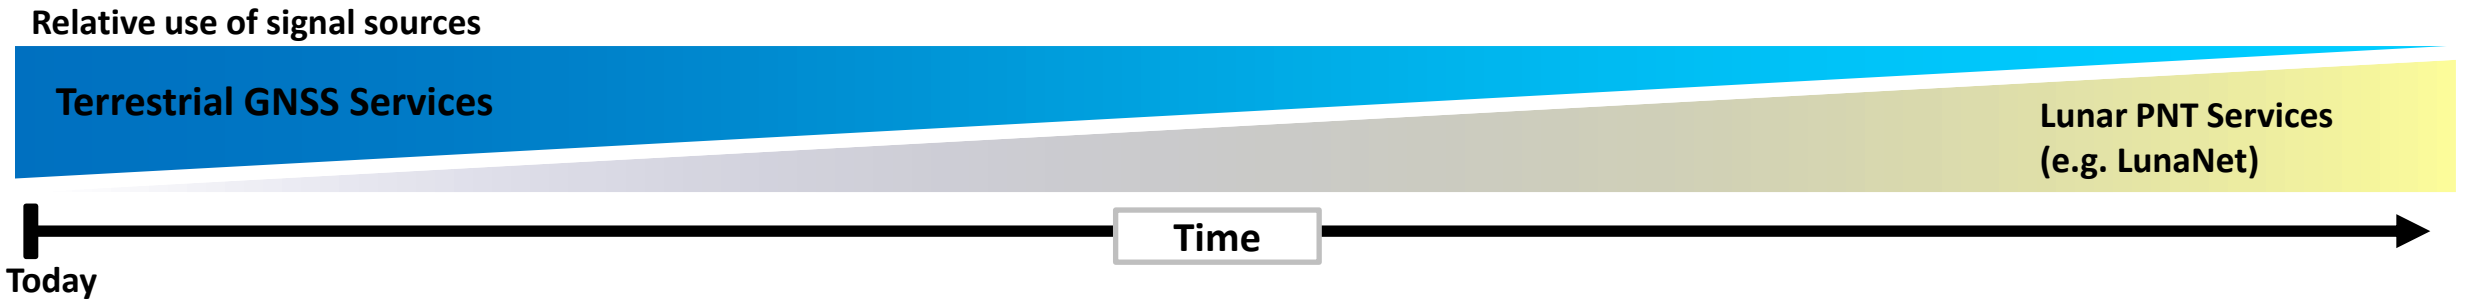 Relative use of signal sources
Terrestrial GNSS Services
Lunar PNT Services
(e.g. LunaNet)
Time
Today